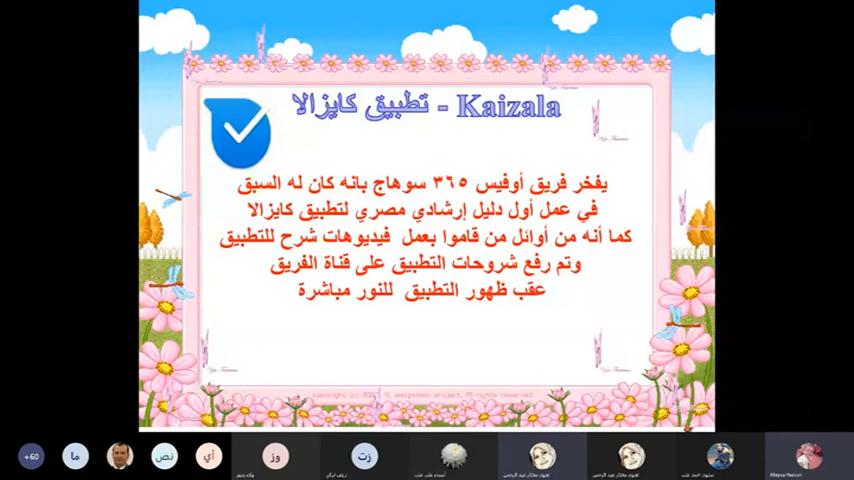 تطبيق كايزالا - Kaizala
يفخر فريق أوفيس ٣٦٥ سوهاج بانه كان له السبق
في عمل أول دليل إرشادي مصري لتطبيق كايزالا
كما أنه من أوائل من قاموا بعمل فيديوهات شرح للتطبيق
وتم رفع شروحات التطبيق على قناة الفريق
عقب ظهور التطبيق للنور مباشرة
+60
ما
نص
أي
وز
زت